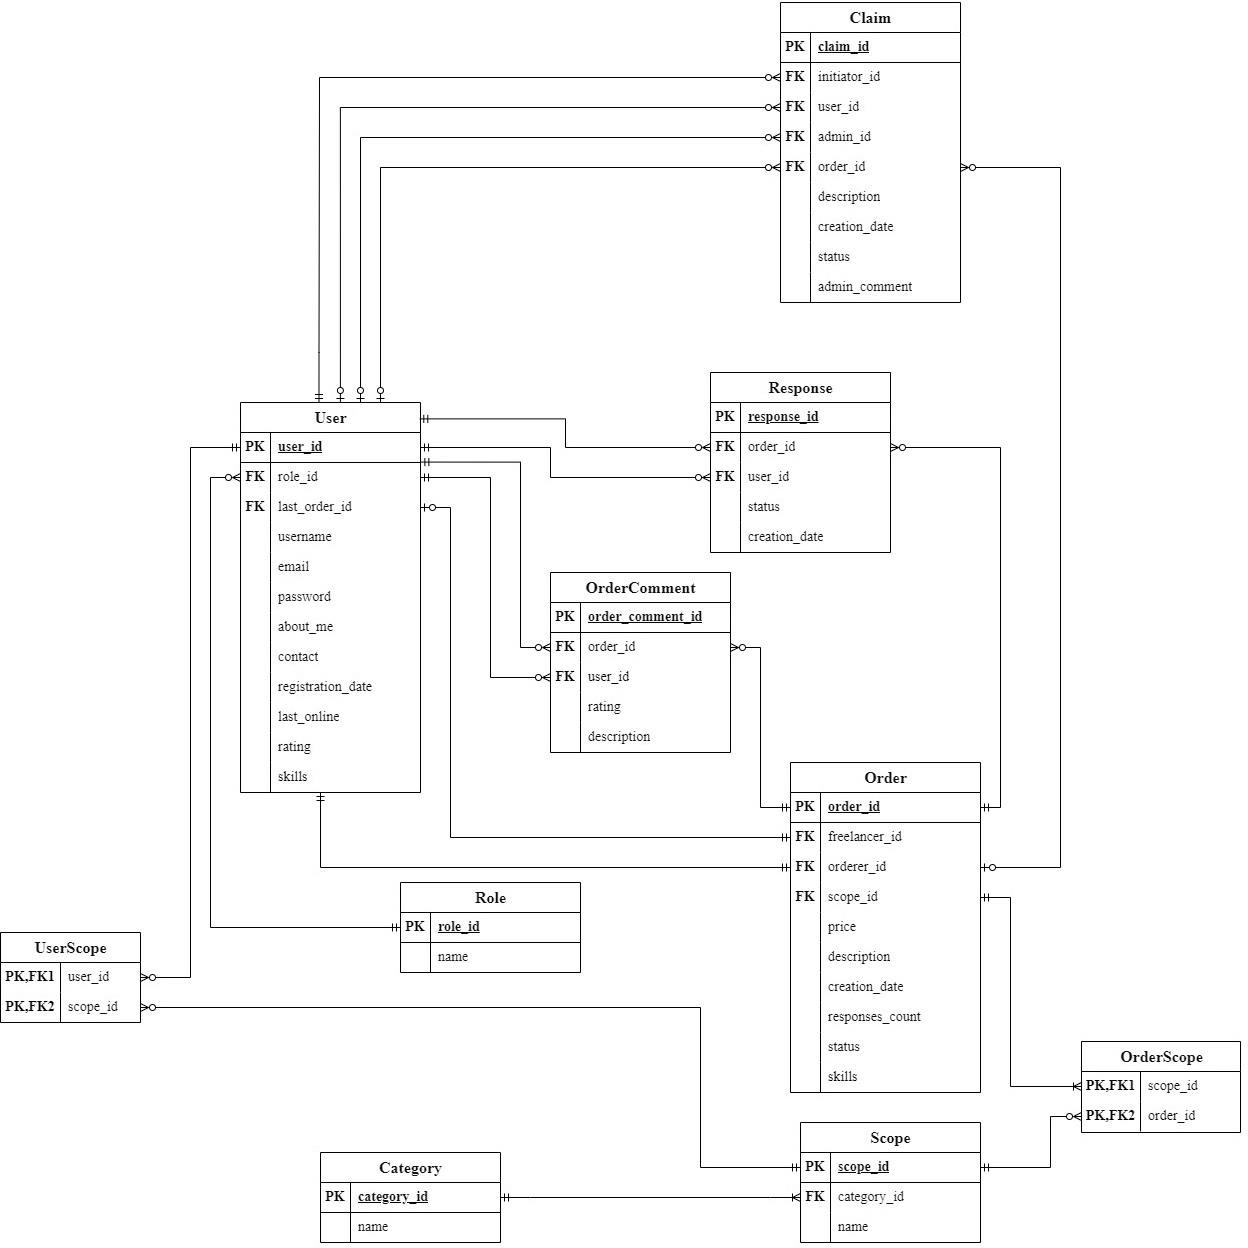 Claim
PK claim_id
FK initiator_id
FK user_id
FK admin_id
FK order_id
description
creation_date
status
admin_comment
Response
PK response_id
FK order_id
FK user_id
status
creation_date
User
PK user_id
FK role_id
FK last_order_id
username
email
password
about_me
contact
registration_date
last_online
rating
skills
OrderComment
PK order_comment_id
FK order_id
FK user_id
rating
description
Order
PK order_id
FK freelancer_id
FK orderer_id
FK scope_id
price
description
creation_date
responses_count
status
skills
Role
PK role_id
name
UserScope
PK,FK1 user_id
PK,FK2 scope_id
OrderScope
PK,FK1 scope_id
PK,FK2 order_id
Scope
PK scope_id
FK category_id
name
Category
PK category_id
name